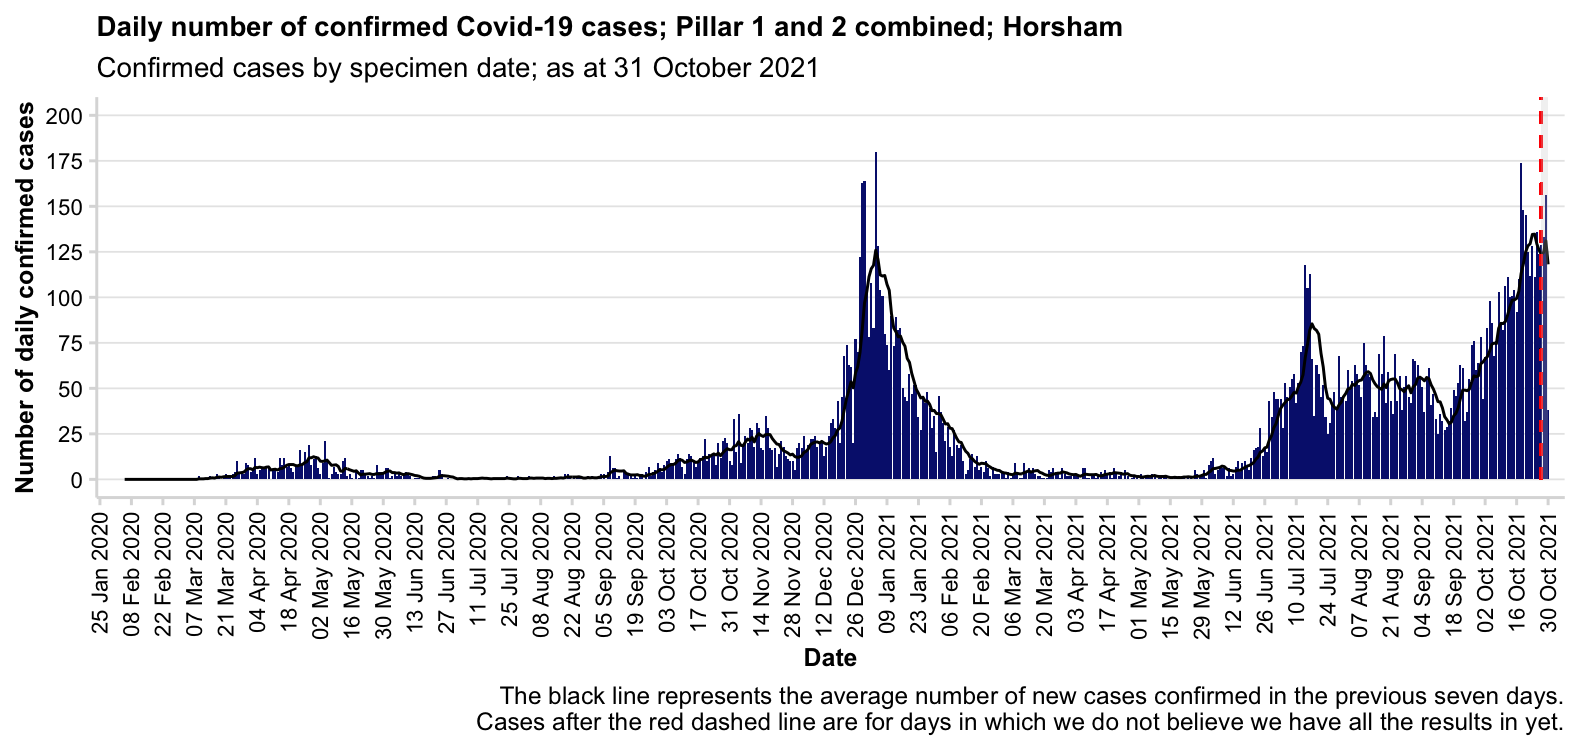 Daily number of confirmed Covid-19 cases; Pillar 1 and 2 combined; Horsham
Confirmed cases by specimen date; as at 31 October 2021
Number of daily confirmed cases
200
175
150
125
100
75
50
25
0
25 Jan 2020
08 Feb 2020
22 Feb 2020
07 Mar 2020
21 Mar 2020
04 Apr 2020
18 Apr 2020
02 May 2020
16 May 2020
30 May 2020
13 Jun 2020
27 Jun 2020
11 Jul 2020
25 Jul 2020
08 Aug 2020
22 Aug 2020
05 Sep 2020
19 Sep 2020
03 Oct 2020
17 Oct 2020
31 Oct 2020
14 Nov 2020
28 Nov 2020
12 Dec 2020
26 Dec 2020
09 Jan 2021
23 Jan 2021
06 Feb 2021
20 Feb 2021
06 Mar 2021
20 Mar 2021
03 Apr 2021
17 Apr 2021
01 May 2021
15 May 2021
29 May 2021
12 Jun 2021
26 Jun 2021
10 Jul 2021
24 Jul 2021
07 Aug 2021
21 Aug 2021
04 Sep 2021
18 Sep 2021
02 Oct 2021
16 Oct 2021
30 Oct 2021
Date
The black line represents the average number of new cases confirmed in the previous seven days.
Cases after the red dashed line are for days in which we do not believe we have all the results in yet.